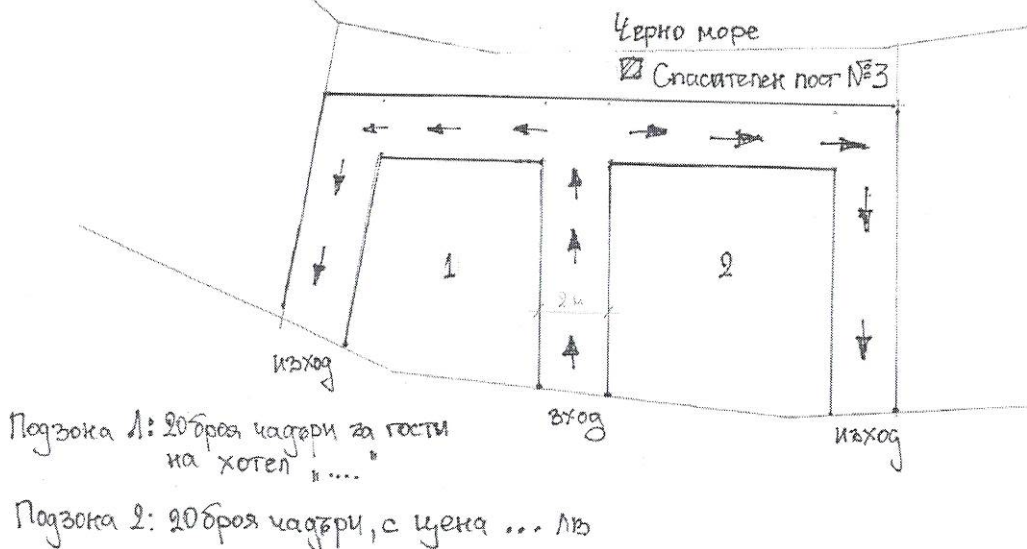 Черно море
Спасителен пост №3
1
2
2 м
изход
вход
изход
Подзона 1: 20 броя чадъри за гости
на хотел „...."
Подзона 2: 20 броя чадъри, с цена ... лв